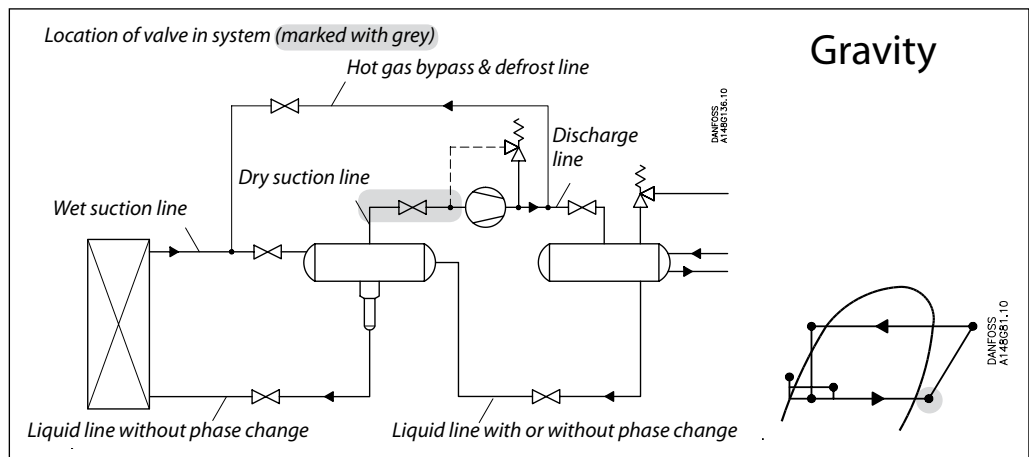 Location of valve in system (marked with grey)
Gravity
Hot gas bypass & defrost line
DANFOSS
A148G136.10
Discharge
line
Dry suction line
Wet suction line
DANFOSS
A148G81.10
Liquid line without phase change
Liquid line with or without phase change